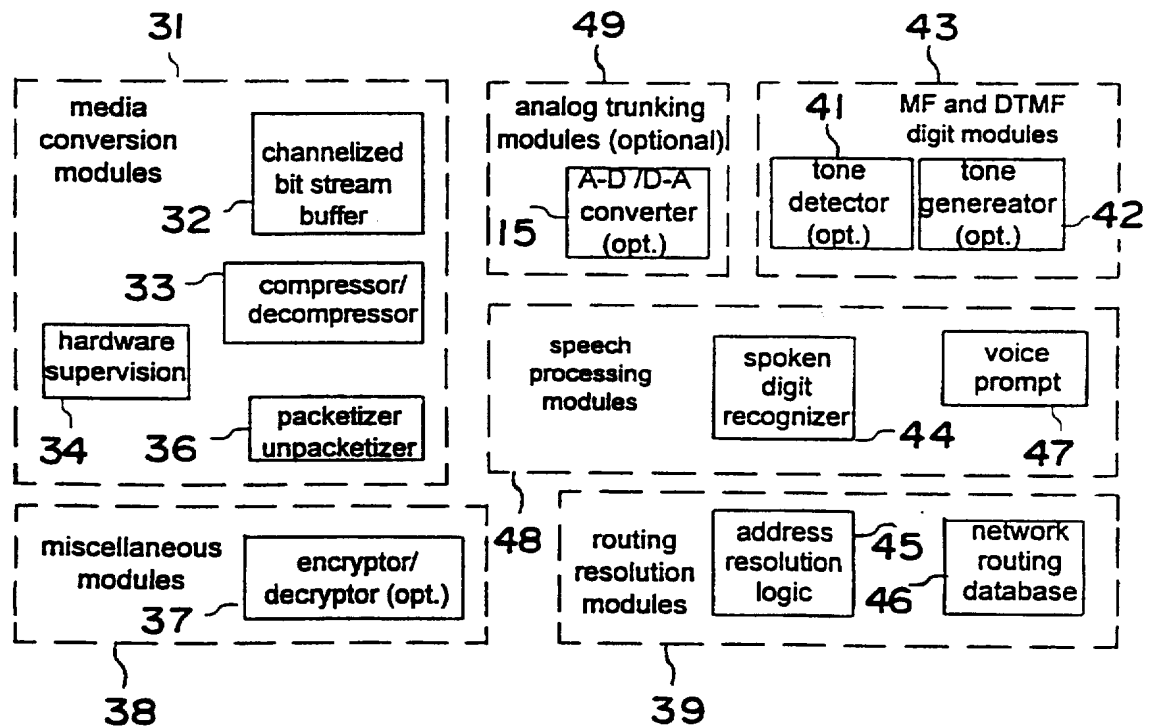 31
media
conversion
modules
channelized
bit stream
buffer
32
33
compressor/
decompressor
hardware
supervision
34
36
packetizer
unpacketizer
49
analog trunking
modules (optional)
A-D /D-A
converter
(opt.)
15
43
41
MF and DTMF
digit modules
tone
detector
(opt.)
tone
genereator
(opt.)
42
speech
processing
modules
spoken
digit
recognizer
44
voice
prompt
47
48
miscellaneous
modules
37
encryptor/
decryptor (opt.)
38
routing
resolution
modules
address
resolution
logic
45
46
network
routing
database
39